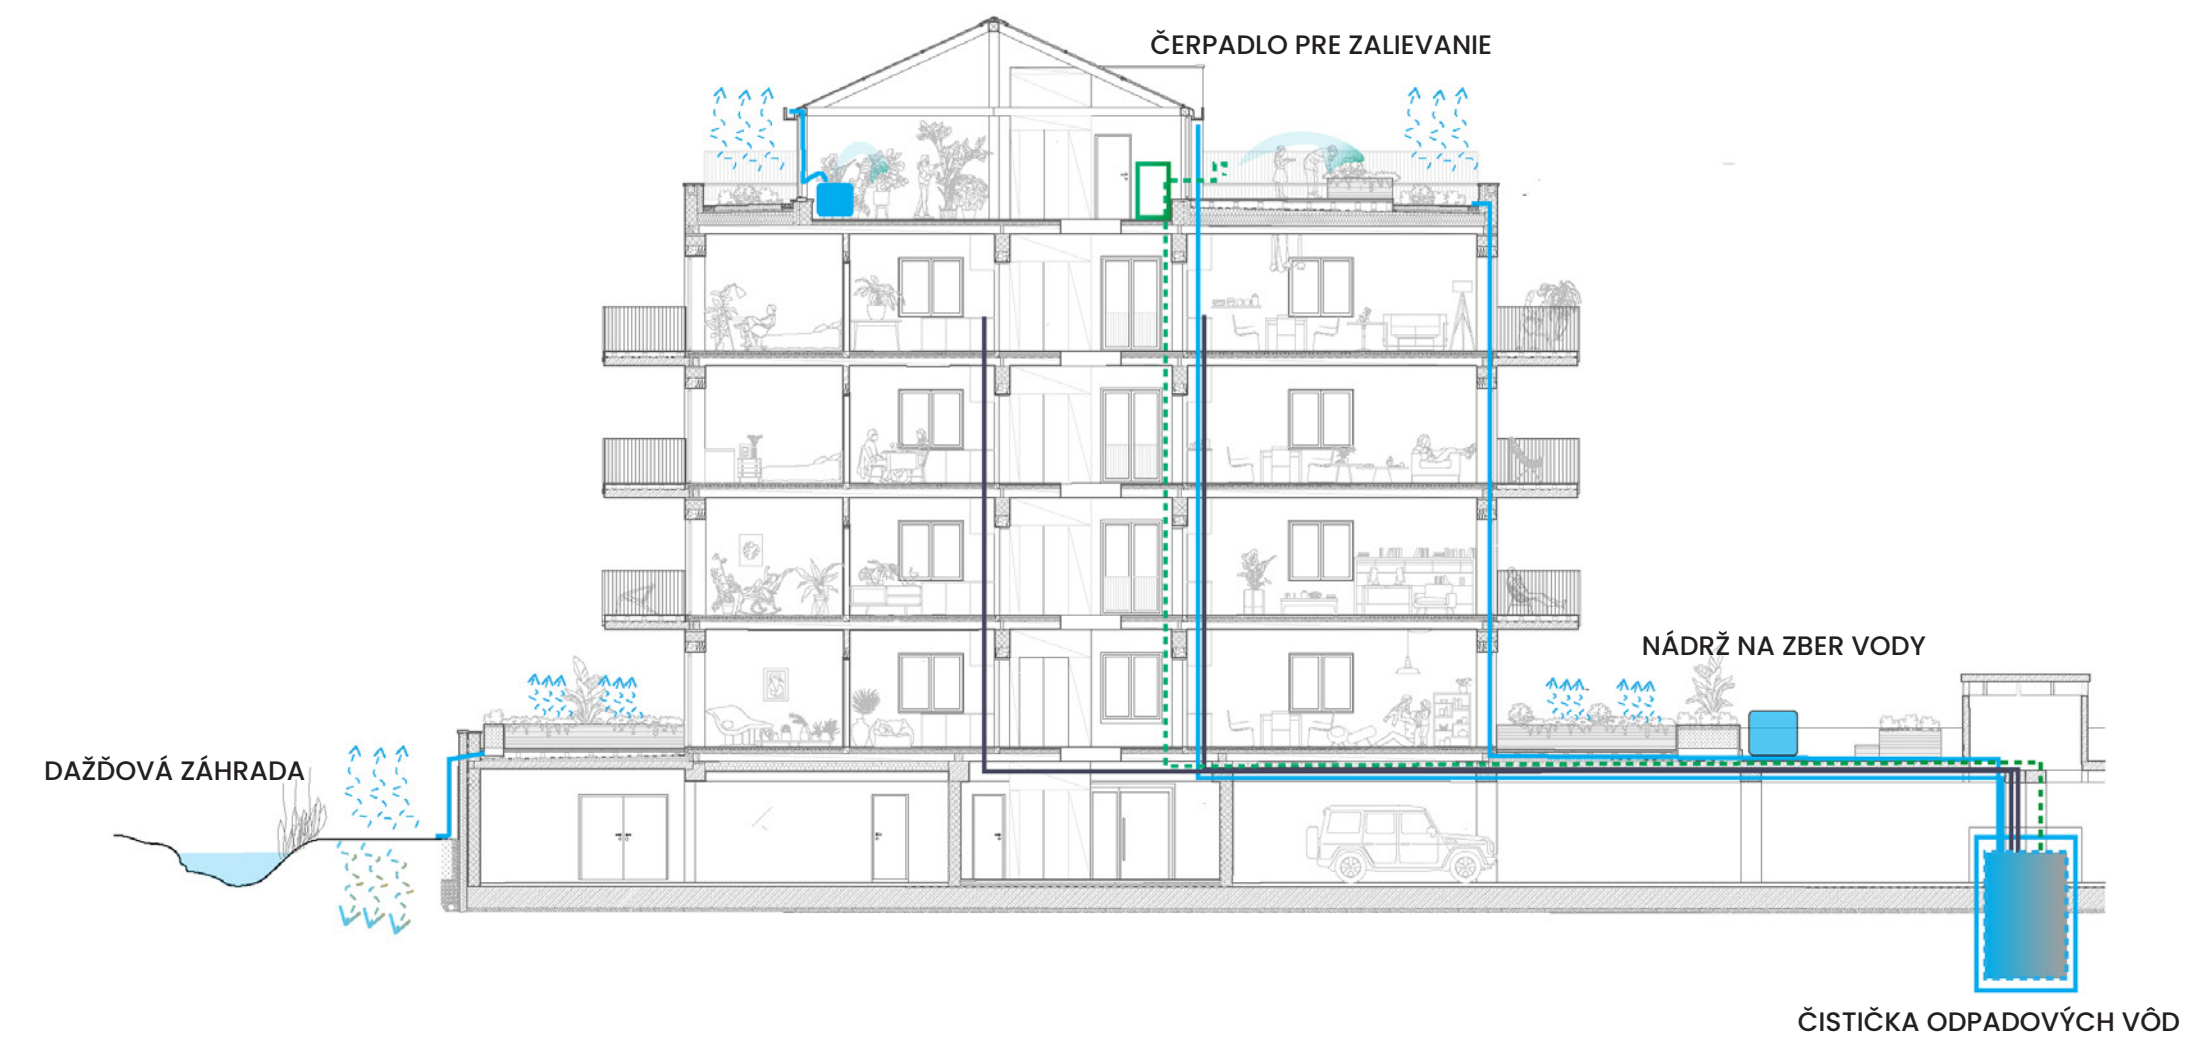 ČERPADLO PRE ZALIEVANIE
NÁDRŽ NA ZBER VODY
DAŽĎOVÁ ZÁHRADA
ČISTIČKA ODPADOVÝCH VÔD